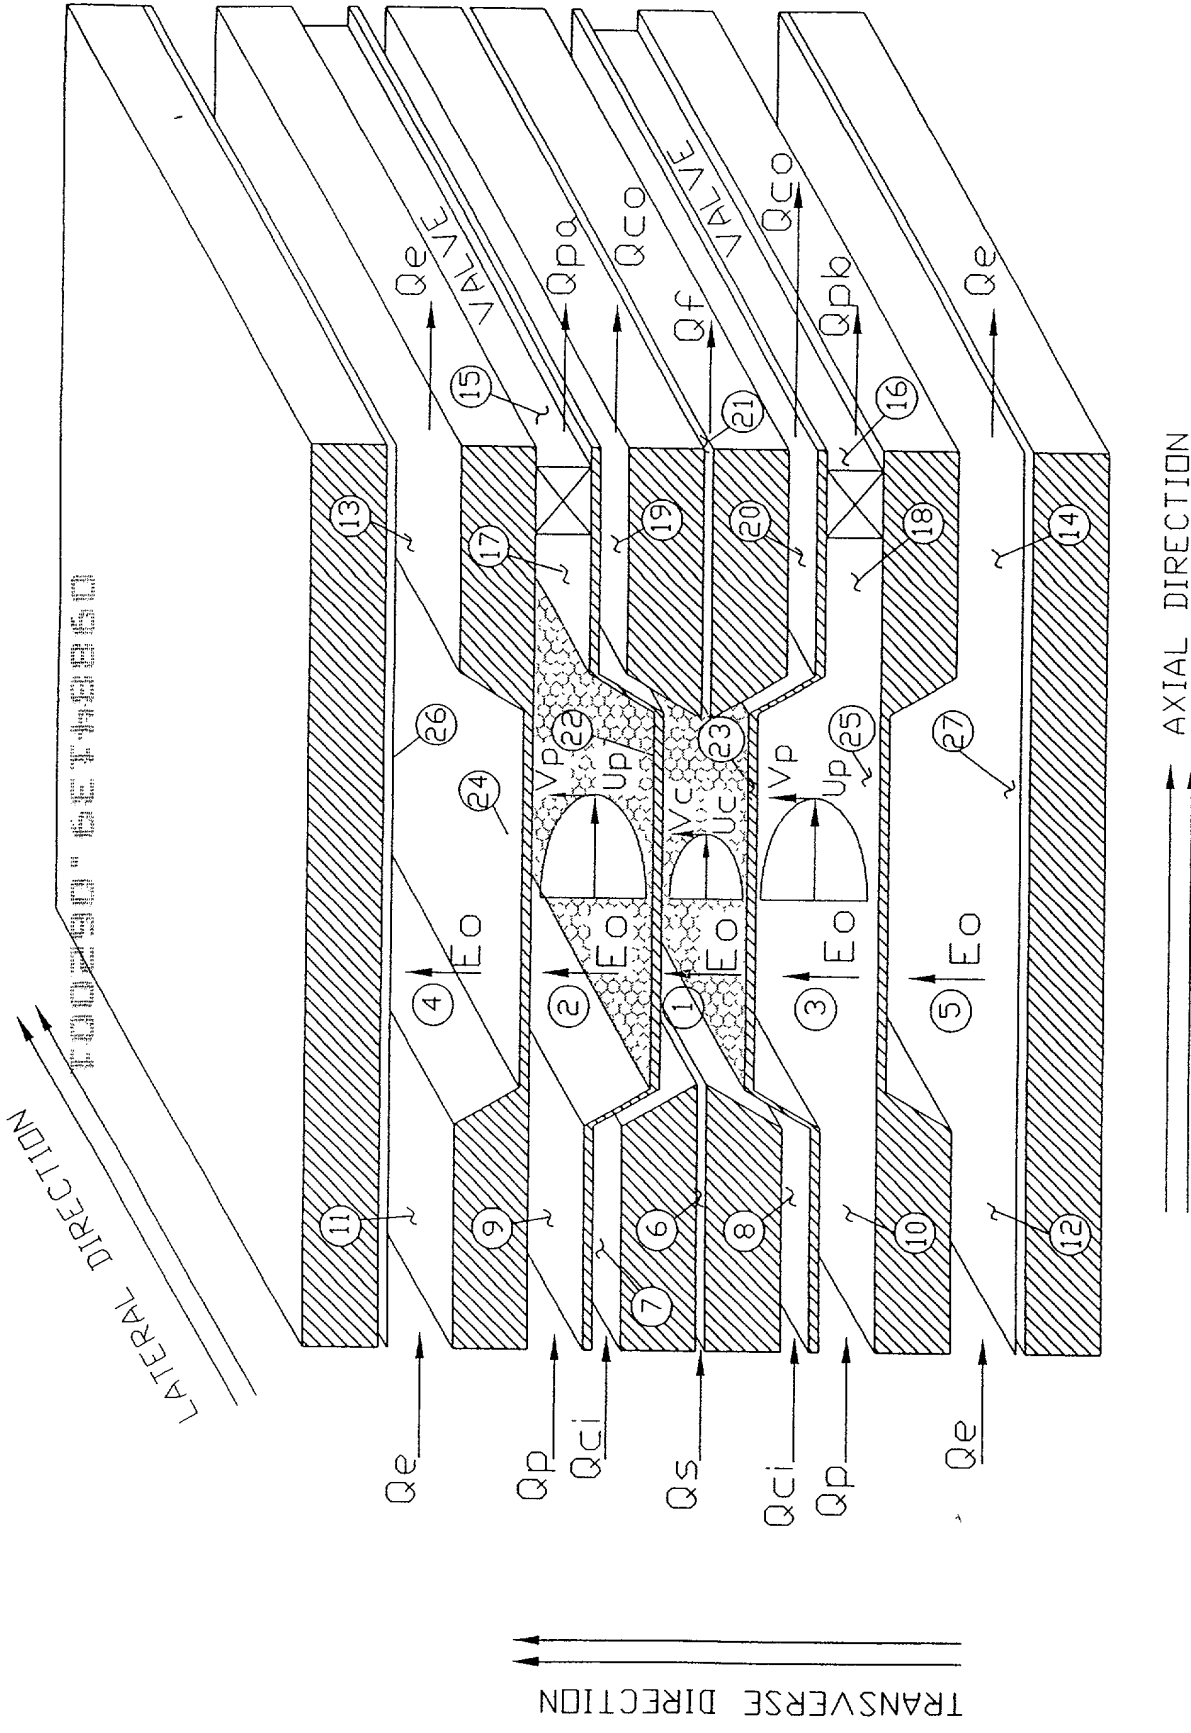 LATERAL DIRECTION
09884139.062001
26
13
11
4
Eo
24
Qe
Qe
VALVE
15
17
9
2
Eo
Vp
Up
22
Qp
Qpa
Qci
Qco
7
19
6
1
Eo
Vc
Uc
Qs
Qf
21
23
20
8
VALVE
Qci
Qco
Qp
Qpb
3
Eo
Vp
Up
25
16
18
10
5
Eo
27
Qe
Qe
12
14
AXIAL DIRECTION
TRANSVERSE DIRECTION